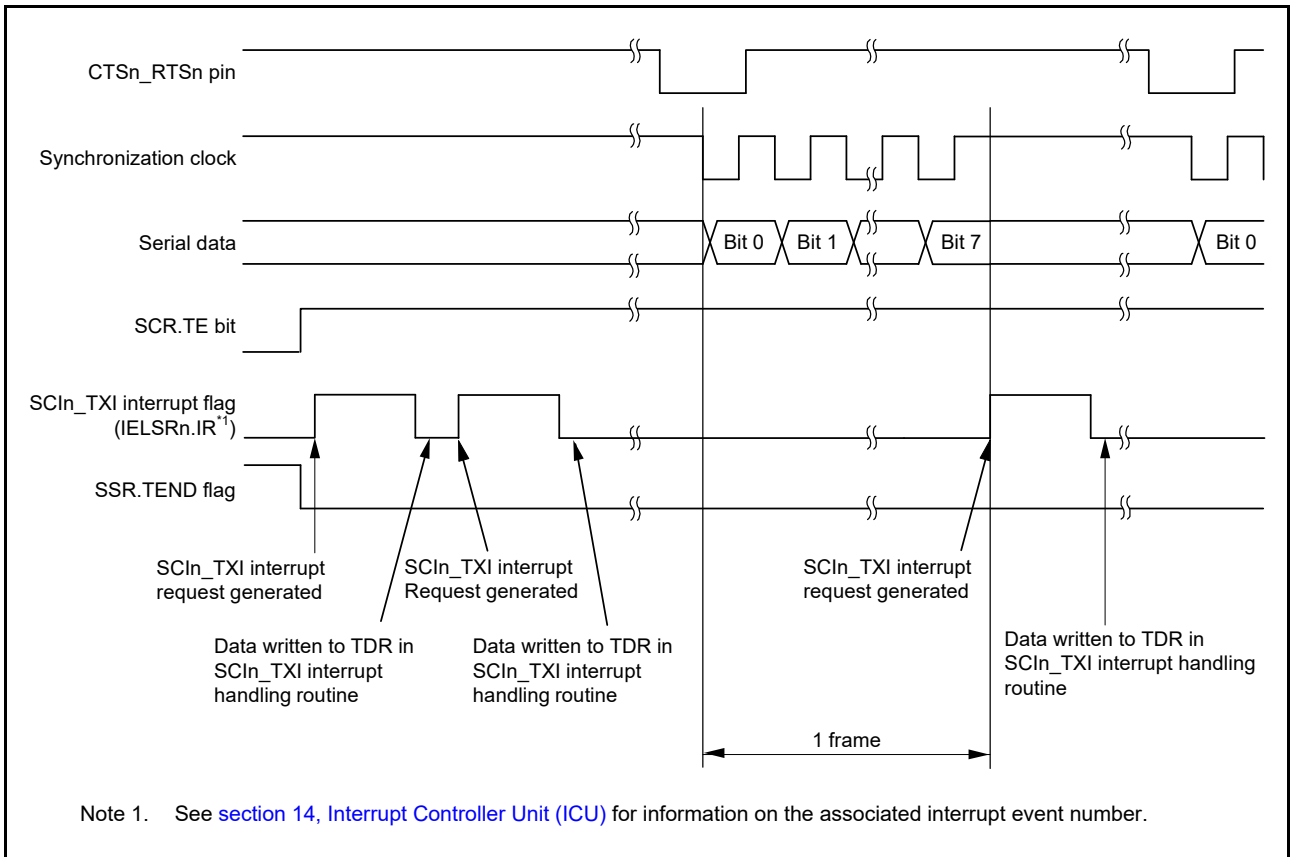 CTSn_RTSn pin
Synchronization clock
Serial data
Bit 0
Bit 1
Bit 7
Bit 0
SCR.TE bit
SCIn_TXI interrupt flag
(IELSRn.IR*1)
SSR.TEND flag
SCIn_TXI interrupt
request generated
SCIn_TXI interrupt
Request generated
SCIn_TXI interrupt
request generated
Data written to TDR in
SCIn_TXI interrupt
handling routine
Data written to TDR in
SCIn_TXI interrupt
handling routine
Data written to TDR in
SCIn_TXI interrupt handling
routine
1 frame
Note 1. See section 14, Interrupt Controller Unit (ICU) for information on the associated interrupt event number.